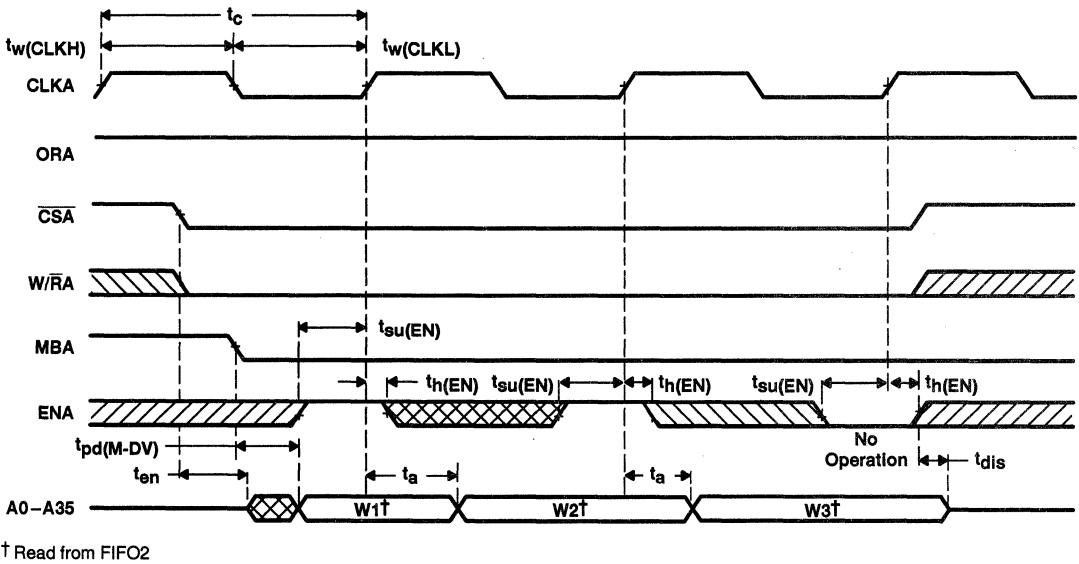 tc
tw(CLKH)
tw(CLKL)
CLKA
ORA
CSA
W/RA
MBA
tsu(EN)
th(EN)
tsu(EN)
th(EN)
tsu(EN)
th(EN)
ENA
No
Operation
tpd(M-DV)
ten
ta
ta
tdis
A0–A35
W1†
W2†
W3†
† Read from FIFO2